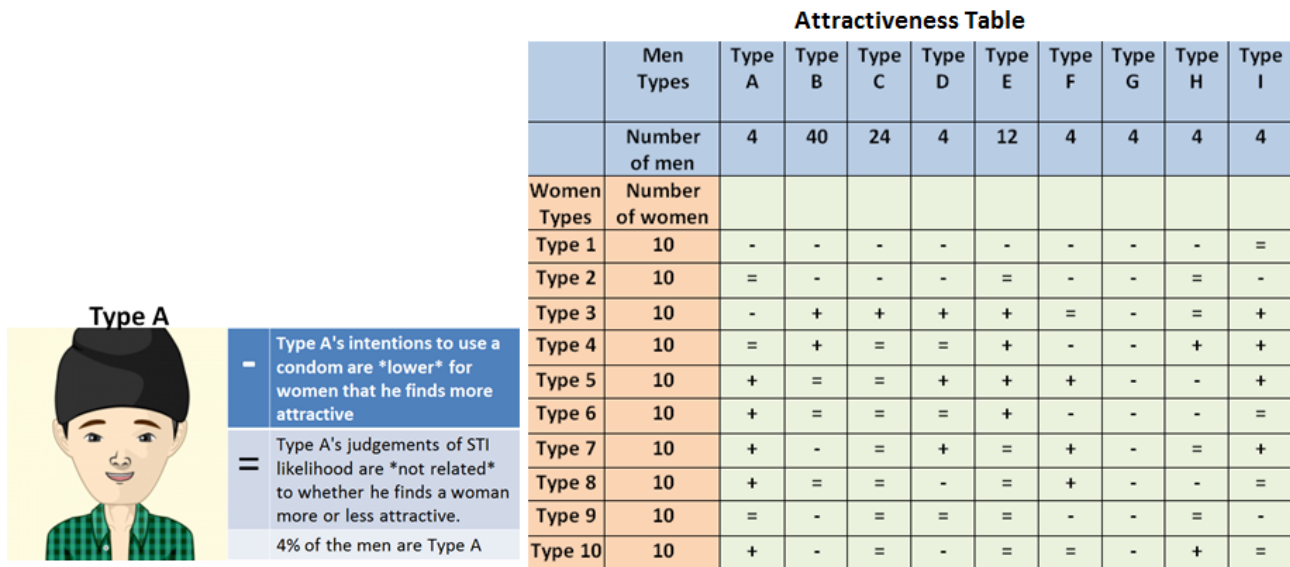 Attractiveness Table
Men Types Type A Type B Type C Type D Type E Type F Type G Type H Type I
Number of men 4 40 24 4 12 4 4 4 4
Women Types Number of women
Type 1 10 - - - - - - - - =
Type 2 10 = - - - = - - = -
Type 3 10 - + + + + = - = +
Type 4 10 = + = = + - - + +
Type 5 10 + = = + + + - - +
Type 6 10 + = = = + - - - =
Type 7 10 + - = + = + - = +
Type 8 10 + = = - = + - - =
Type 9 10 = - = = = - - = -
Type 10 10 + - = - = = - + =
Type A
- Type A's intentions to use a
condom are *lower* for
women that he finds more
attractive
= Type A's judgements of STI
likelihood are *not related*
to whether he finds a woman
more or less attractive.
4% of the men are Type A